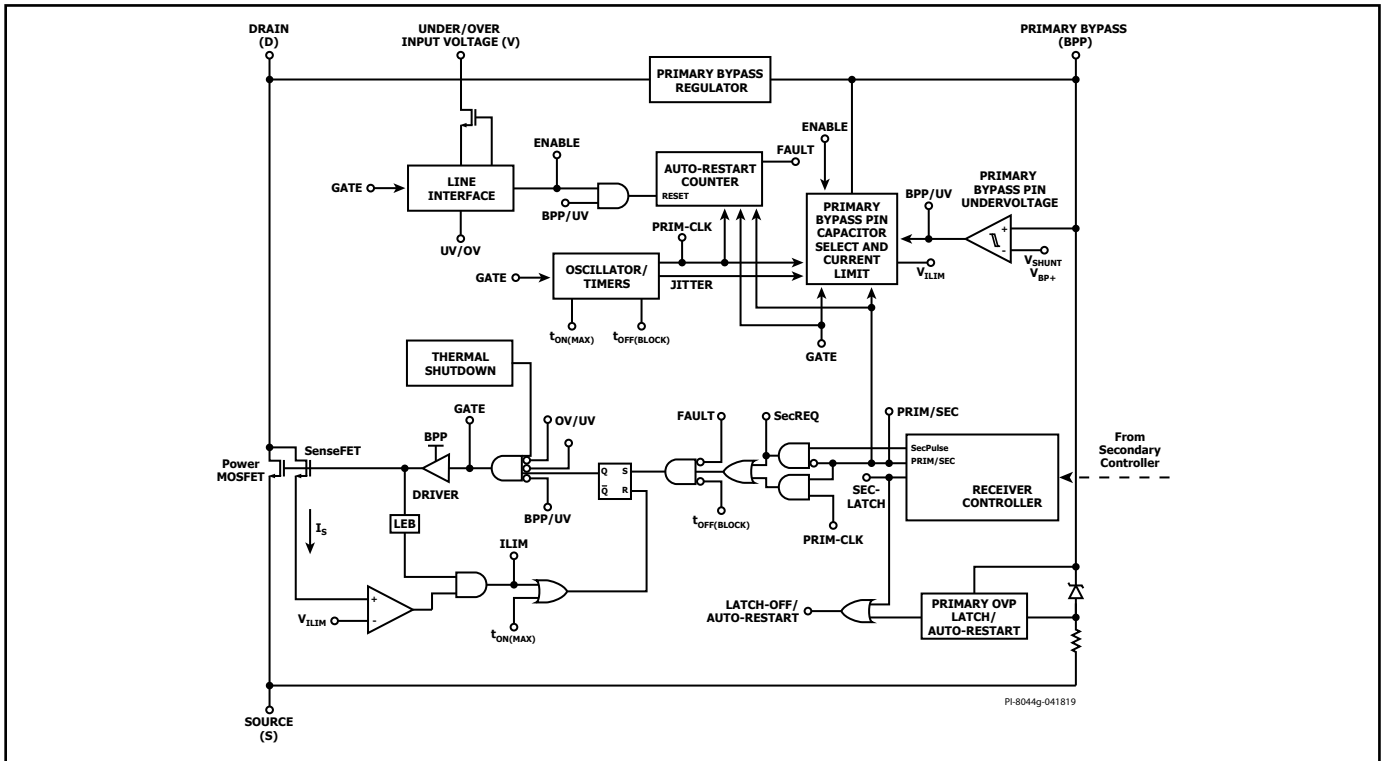 DRAIN
(D)
UNDER/OVER
INPUT VOLTAGE (V)
PRIMARY BYPASS
(BPP)
PRIMARY BYPASS
REGULATOR
ENABLE
ENABLE
FAULT
AUTO-RESTART
COUNTER
RESET
GATE
LINE
INTERFACE
BPP/UV
UV/OV
PRIMARY
BYPASS PIN
UNDERVOLTAGE
BPP/UV
PRIMARY
BYPASS PIN
CAPACITOR
SELECT AND
CURRENT
LIMIT
+
-
VSHUNT
VBP+
VILIM
PRIM-CLK
GATE
OSCILLATOR/
TIMERS
JITTER
tON(MAX)
tOFF(BLOCK)
GATE
THERMAL
SHUTDOWN
GATE
OV/UV
FAULT
SecREQ
PRIM/SEC
From
Secondary
Controller
Power
MOSFET
SenseFET
BPP
DRIVER
BPP/UV
Q
S
Q
R
tOFF(BLOCK)
PRIM-CLK
SecPulse
PRIM/SEC
SEC-
LATCH
RECEIVER
CONTROLLER
IS
LEB
ILIM
+
-
VILIM
tON(MAX)
LATCH-OFF/
AUTO-RESTART
PRIMARY OVP
LATCH/
AUTO-RESTART
SOURCE
(S)
PI-8044g-041819